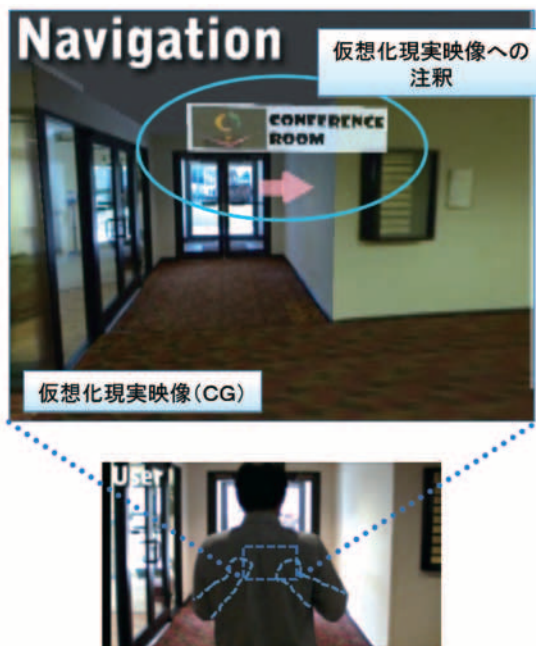 Navigation
仮想化現実映像への
注釈
CONFERENCE
ROOM
仮想化現実映像（CG）
User